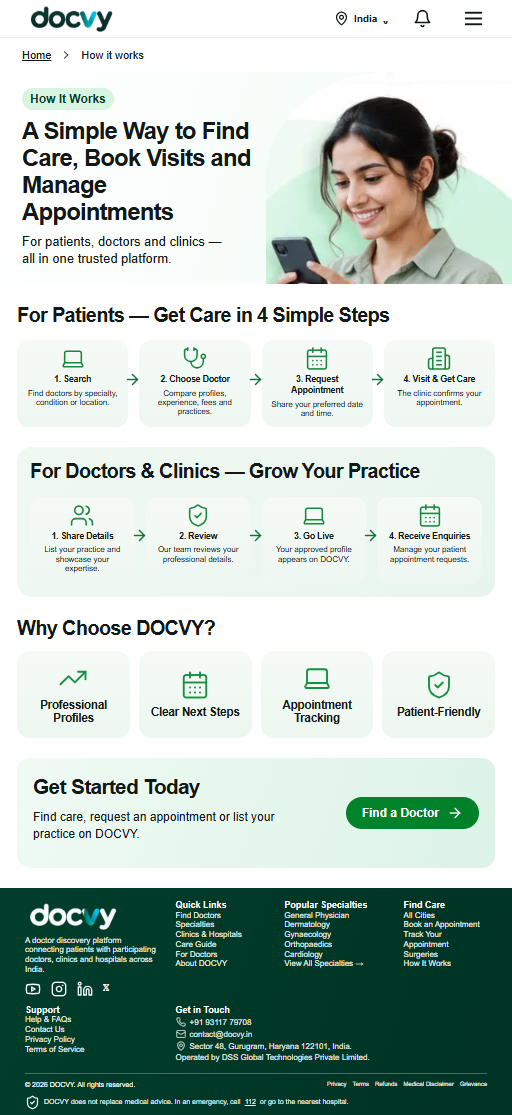 docvy
India
Home > How it works
How It Works
A Simple Way to Find
Care, Book Visits and
Manage
Appointments
For patients, doctors and clinics —
all in one trusted platform.
For Patients — Get Care in 4 Simple Steps
1. Search
Find doctors by specialty,
condition or location.
2. Choose Doctor
Compare profiles,
experience, fees and
practices.
3. Request
Appointment
Share your preferred date
and time.
4. Visit & Get Care
The clinic confirms your
appointment.
For Doctors & Clinics — Grow Your Practice
1. Share Details
List your practice and
showcase your
expertise.
2. Review
Our team reviews your
professional details.
3. Go Live
Your approved profile
appears on DOCVY.
4. Receive Enquiries
Manage your patient
appointment requests.
Why Choose DOCVY?
Professional
Profiles
Clear Next Steps
Appointment
Tracking
Patient-Friendly
Get Started Today
Find care, request an appointment or list your
practice on DOCVY.
Find a Doctor →
docvy
A doctor discovery platform
connecting patients with participating
doctors, clinics and hospitals across
India.
Quick Links
Find Doctors
Specialties
Clinics & Hospitals
Care Guide
For Doctors
About DOCVY
Popular Specialties
General Physician
Dermatology
Gynaecology
Orthopaedics
Cardiology
View All Specialties →
Find Care
All Cities
Book an Appointment
Track Your
Appointment
Surgeries
How It Works
Support
Help & FAQs
Contact Us
Privacy Policy
Terms of Service
Get in Touch
+91 93117 79708
contact@docvy.in
Sector 48, Gurugram, Haryana 122101, India.
Operated by DSS Global Technologies Private Limited.
© 2026 DOCVY. All rights reserved.
Privacy Terms Refunds Medical Disclaimer Grievance
DOCVY does not replace medical advice. In an emergency, call 112 or go to the nearest hospital.